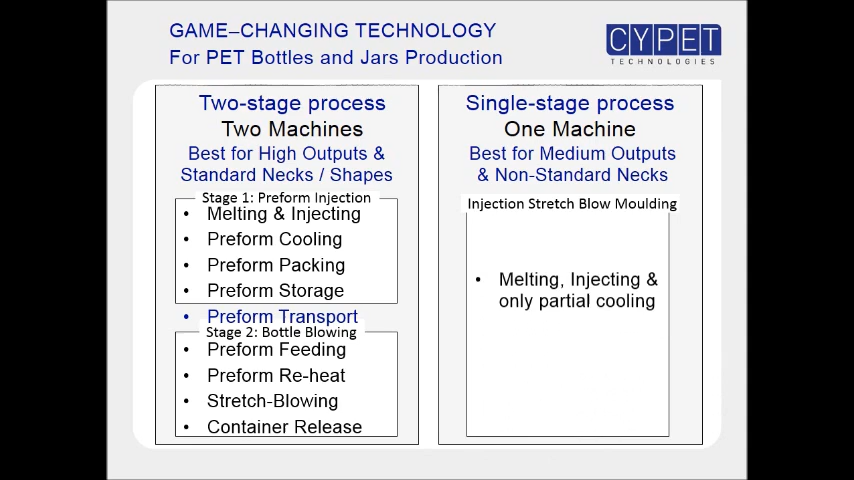 GAME–CHANGING TECHNOLOGY
For PET Bottles and Jars Production
CYPET
TECHNOLOGIES
Two-stage process
Two Machines
Best for High Outputs &
Standard Necks / Shapes
Stage 1: Preform Injection
• Melting & Injecting
• Preform Cooling
• Preform Packing
• Preform Storage
• Preform Transport
Stage 2: Bottle Blowing
• Preform Feeding
• Preform Re-heat
• Stretch-Blowing
• Container Release
Single-stage process
One Machine
Best for Medium Outputs
& Non-Standard Necks
Injection Stretch Blow Moulding
• Melting, Injecting &
only partial cooling